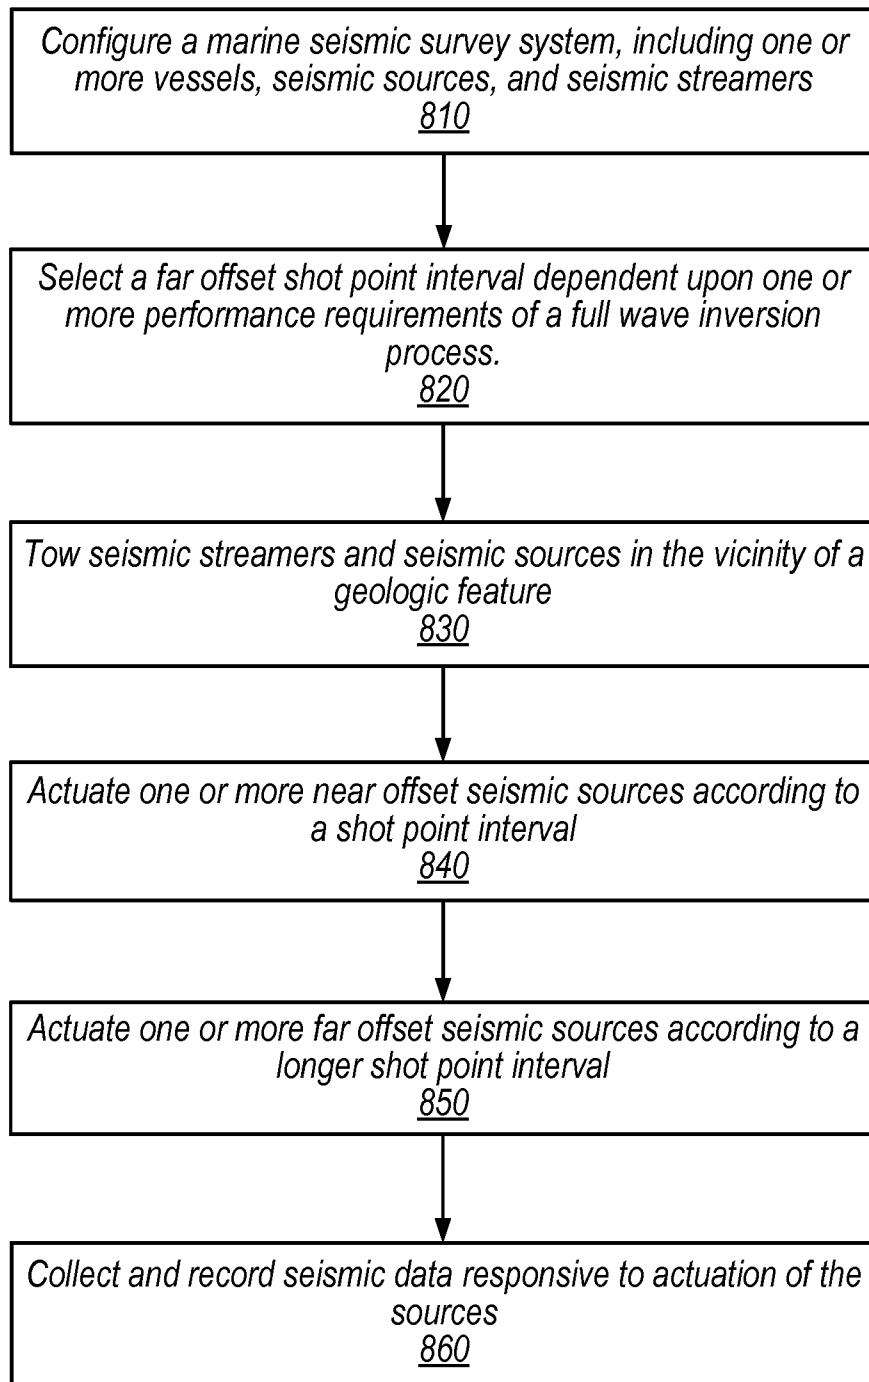 Configure a marine seismic survey system, including one or
more vessels, seismic sources, and seismic streamers
810
Select a far offset shot point interval dependent upon one or
more performance requirements of a full wave inversion
process.
820
Tow seismic streamers and seismic sources in the vicinity of a
geologic feature
830
Actuate one or more near offset seismic sources according to
a shot point interval
840
Actuate one or more far offset seismic sources according to a
longer shot point interval
850
Collect and record seismic data responsive to actuation of the
sources
860